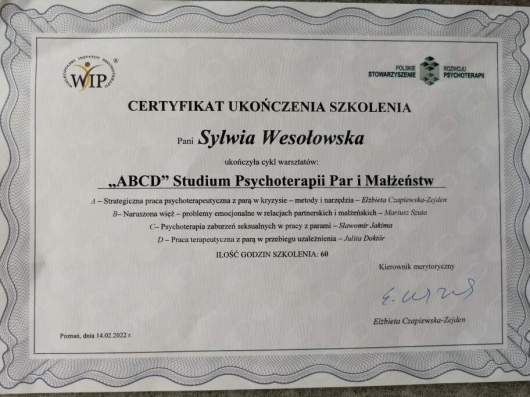 WIP
POLSKIE STOWARZYSZENIE
ROZWOJU PSYCHOTERAPII
CERTYFIKAT UKOŃCZENIA SZKOLENIA
Pani Sylwia Wesołowska
ukończyła cykl warsztatów:
„ABCD” Studium Psychoterapii Par i Małżeństw
A – Strategiczna praca psychoterapeutyczna z parą w kryzysie – metody i narzędzia – Elżbieta Czapiewska-Zejden
B– Naruszona więź – problemy emocjonalne w relacjach partnerskich i małżeńskich – Mariusz Szuta
C– Psychoterapia zaburzeń seksualnych w pracy z parami – Sławomir Jakima
D – Praca terapeutyczna z parą w przebiegu uzależnienia – Julita Doktór
ILOŚĆ GODZIN SZKOLENIA: 60
Kierownik merytoryczny
Elżbieta Czapiewska-Zejden
Poznań, dnia 14.02.2022 r.